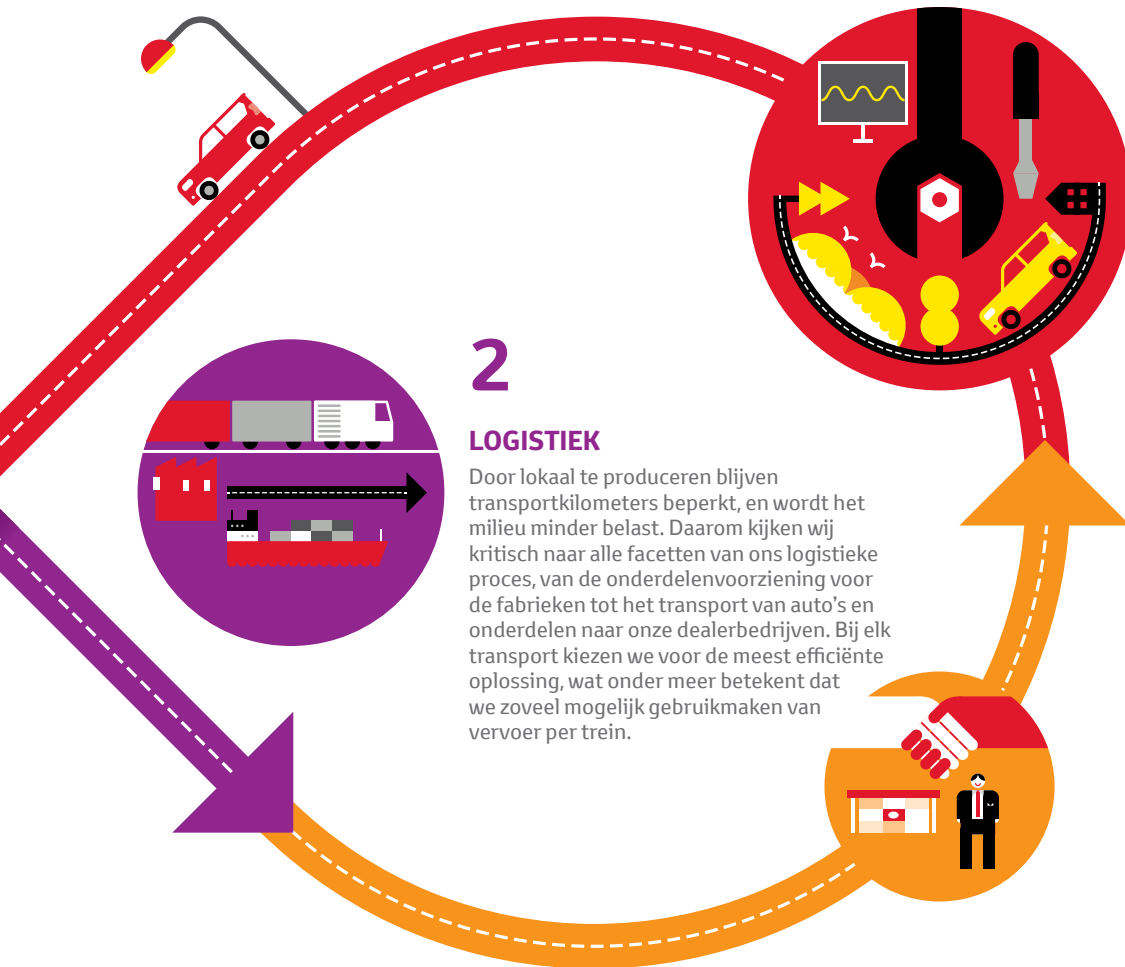 2
LOGISTIEK
Door lokaal te produceren blijven
transportkilometers beperkt, en wordt het
milieu minder belast. Daarom kijken wij
kritisch naar alle facetten van ons logistieke
proces, van de onderdelenvoorziening voor
de fabrieken tot het transport van auto’s en
onderdelen naar onze dealerbedrijven. Bij elk
transport kiezen we voor de meest efficiënte
oplossing, wat onder meer betekent dat
we zoveel mogelijk gebruikmaken van
vervoer per trein.